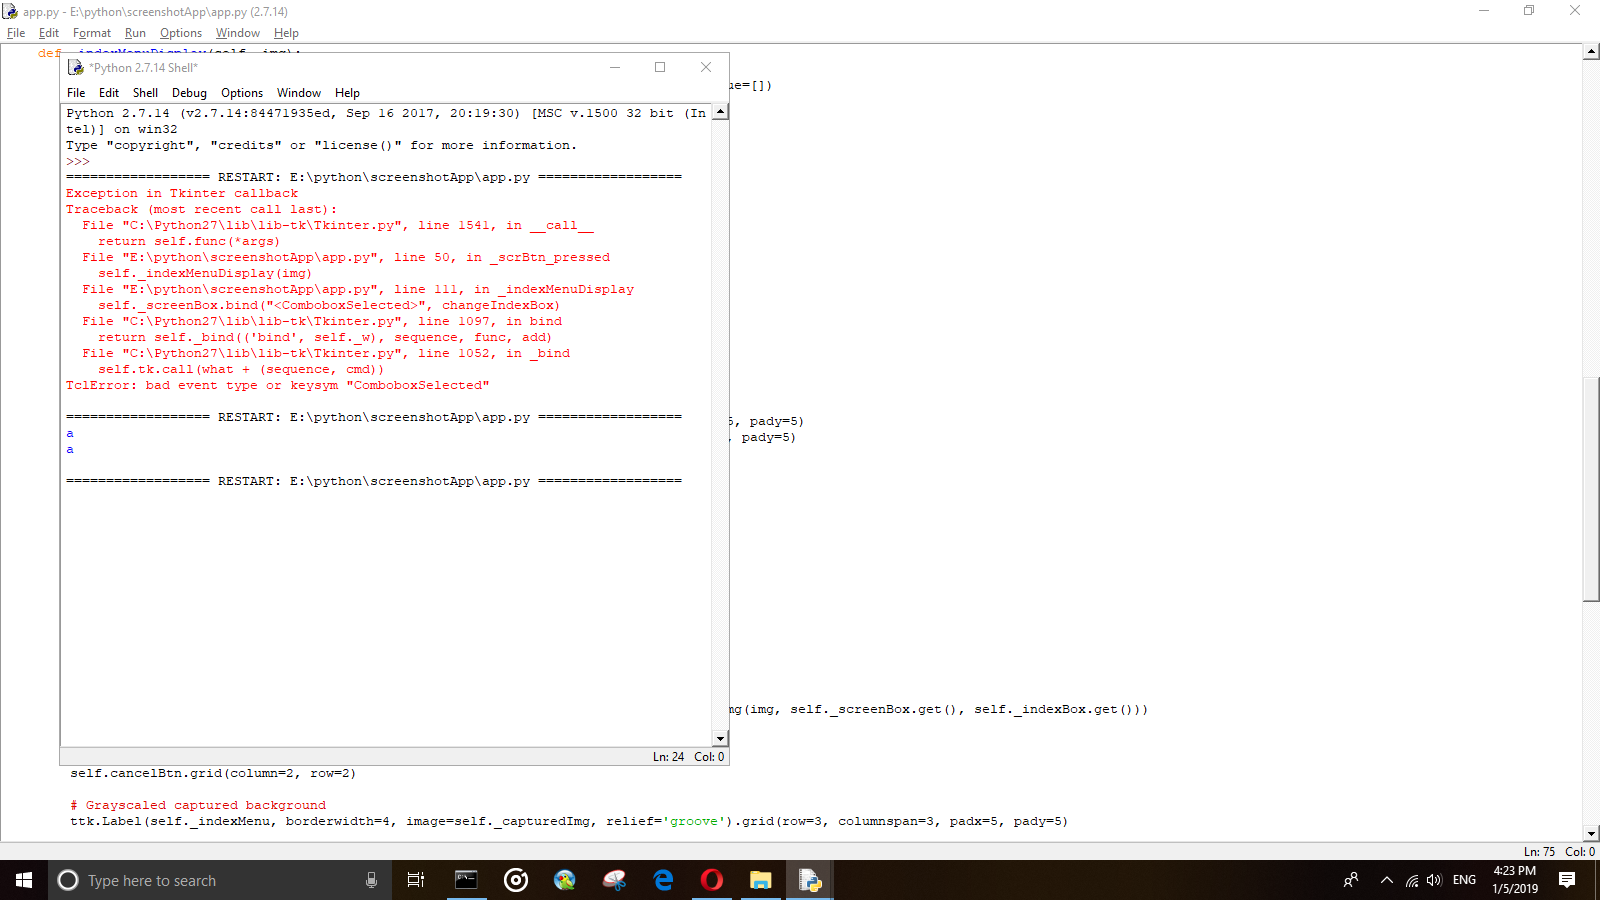 app.py - E:\python\screenshotApp\app.py (2.7.14)
File Edit Format Run Options Window Help
*Python 2.7.14 Shell*
ue=[])
File Edit Shell Debug Options Window Help
Python 2.7.14 (v2.7.14:84471935ed, Sep 16 2017, 20:19:30) [MSC v.1500 32 bit (In
tel)] on win32
Type "copyright", "credits" or "license()" for more information.
>>>
================== RESTART: E:\python\screenshotApp\app.py ==================
Exception in Tkinter callback
Traceback (most recent call last):
  File "C:\Python27\lib\lib-tk\Tkinter.py", line 1541, in __call__
    return self.func(*args)
  File "E:\python\screenshotApp\app.py", line 50, in _scrBtn_pressed
    self._indexMenuDisplay(img)
  File "E:\python\screenshotApp\app.py", line 111, in _indexMenuDisplay
    self._screenBox.bind("<ComboboxSelected>", changeIndexBox)
  File "C:\Python27\lib\lib-tk\Tkinter.py", line 1097, in bind
    return self._bind(('bind', self._w), sequence, func, add)
  File "C:\Python27\lib\lib-tk\Tkinter.py", line 1052, in _bind
    self.tk.call(what + (sequence, cmd))
TclError: bad event type or keysym "ComboboxSelected"
================== RESTART: E:\python\screenshotApp\app.py ==================
a
a
================== RESTART: E:\python\screenshotApp\app.py ==================
, pady=5)
, pady=5)
mg(img, self._screenBox.get(), self._indexBox.get()))
Ln: 24 Col: 0
self.cancelBtn.grid(column=2, row=2)
# Grayscaled captured background
ttk.Label(self._indexMenu, borderwidth=4, image=self._capturedImg, relief='groove').grid(row=3, columnspan=3, padx=5, pady=5)
Ln: 75 Col: 0
Type here to search
ENG
4:23 PM
1/5/2019